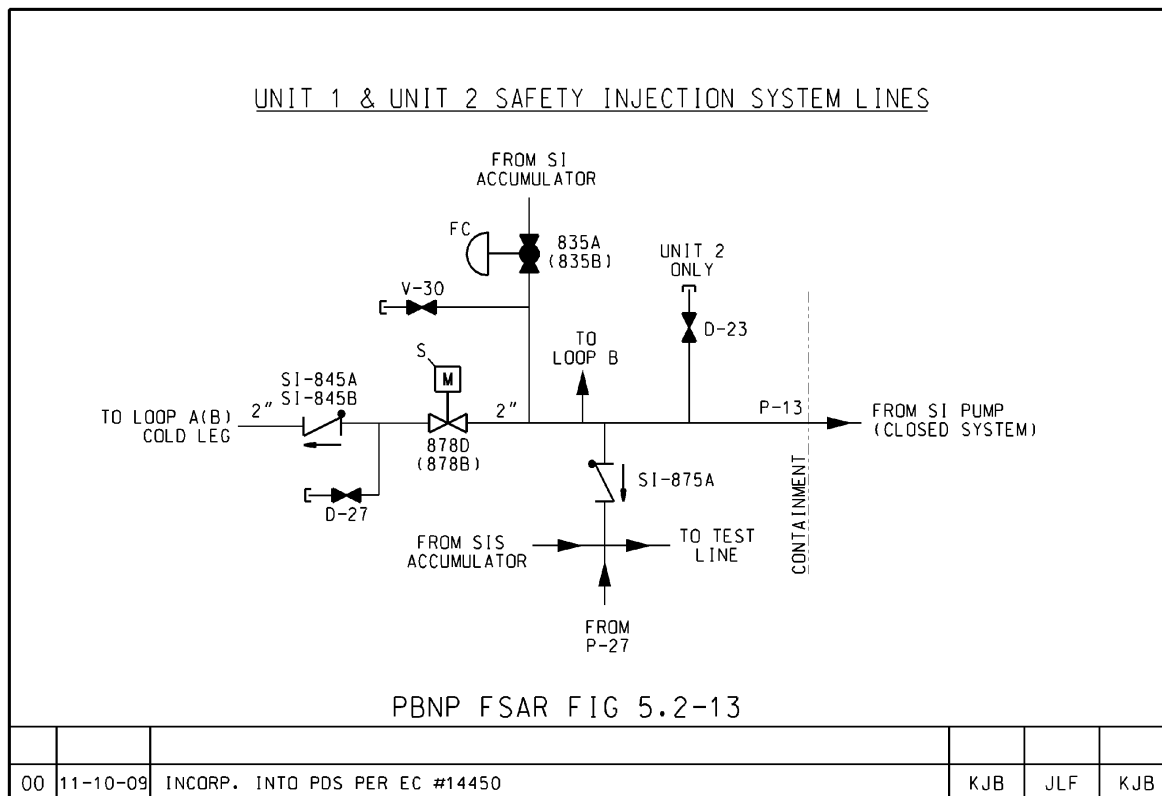 UNIT 1 & UNIT 2 SAFETY INJECTION SYSTEM LINES
FROM SI
ACCUMULATOR
FC
835A
(835B)
UNIT 2
ONLY
V-30
D-23
TO
LOOP B
S
M
SI-845A
SI-845B
2"
2"
P-13
TO LOOP A(B)
COLD LEG
FROM SI PUMP
(CLOSED SYSTEM)
878D
(878B)
SI-875A
D-27
CONTAINMENT
FROM SIS
ACCUMULATOR
TO TEST
LINE
FROM
P-27
PBNP FSAR FIG 5.2-13
00 11-10-09 INCORP. INTO PDS PER EC #14450 KJB JLF KJB